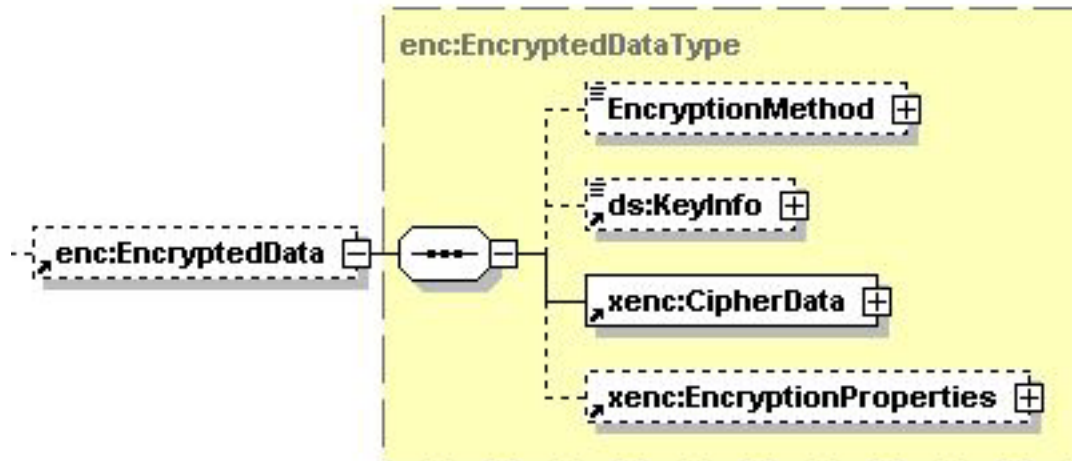 enc:EncryptedDataType
EncryptionMethod
ds:KeyInfo
enc:EncryptedData
xenc:CipherData
xenc:EncryptionProperties